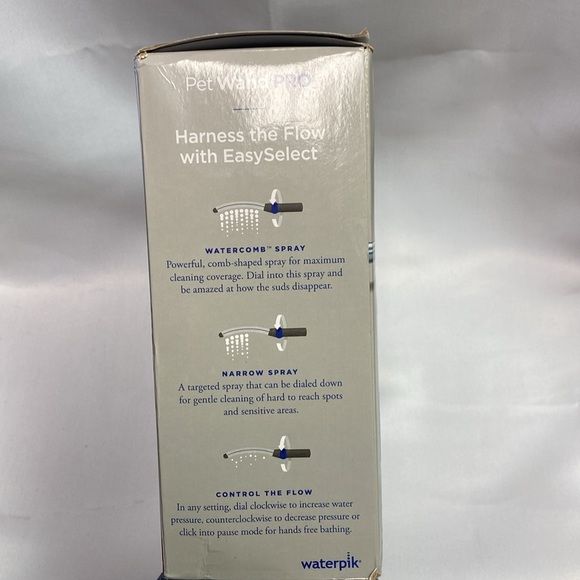 Pet Wand PRO
Harness the Flow
with EasySelect
WATERCOMB™ SPRAY
Powerful, comb-shaped spray for maximum
cleaning coverage. Dial into this spray and
be amazed at how the suds disappear.
NARROW SPRAY
A targeted spray that can be dialed down
for gentle cleaning of hard to reach spots
and sensitive areas.
CONTROL THE FLOW
In any setting, dial clockwise to increase water
pressure, counterclockwise to decrease pressure or
click into pause mode for hands free bathing.
waterpik®